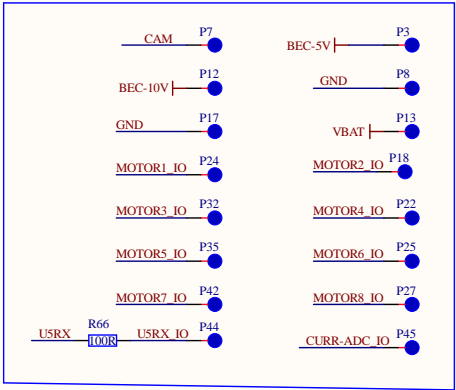 CAM P7
BEC-5V P3
BEC-10V P12
GND P8
GND P17
VBAT P13
MOTOR1_IO P24
MOTOR2_IO P18
MOTOR3_IO P32
MOTOR4_IO P22
MOTOR5_IO P35
MOTOR6_IO P25
MOTOR7_IO P42
MOTOR8_IO P27
R66
U5RX 100R U5RX_IO P44
CURR-ADC_IO P45